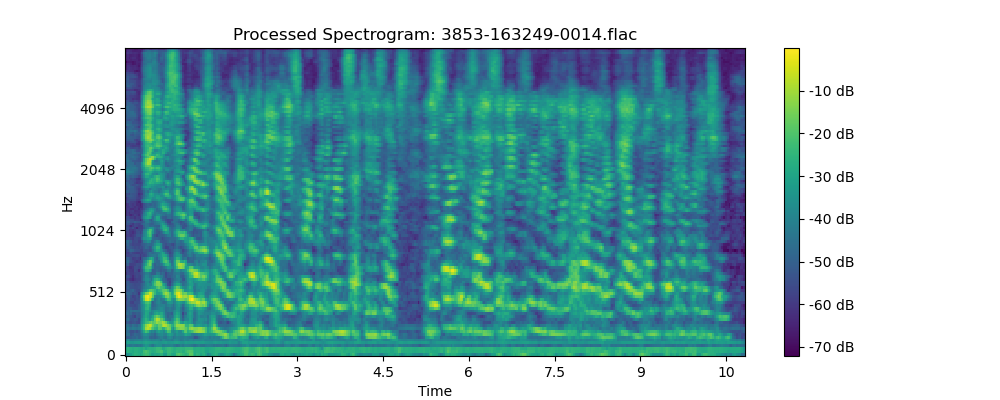 Processed Spectrogram: 3853-163249-0014.flac
4096
2048
1024
512
0
Hz
0 1.5 3 4.5 6 7.5 9 10
Time
-10 dB
-20 dB
-30 dB
-40 dB
-50 dB
-60 dB
-70 dB